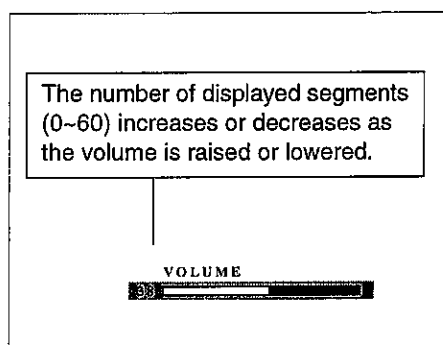 The number of displayed segments
(0~60) increases or decreases as
the volume is raised or lowered.
VOLUME